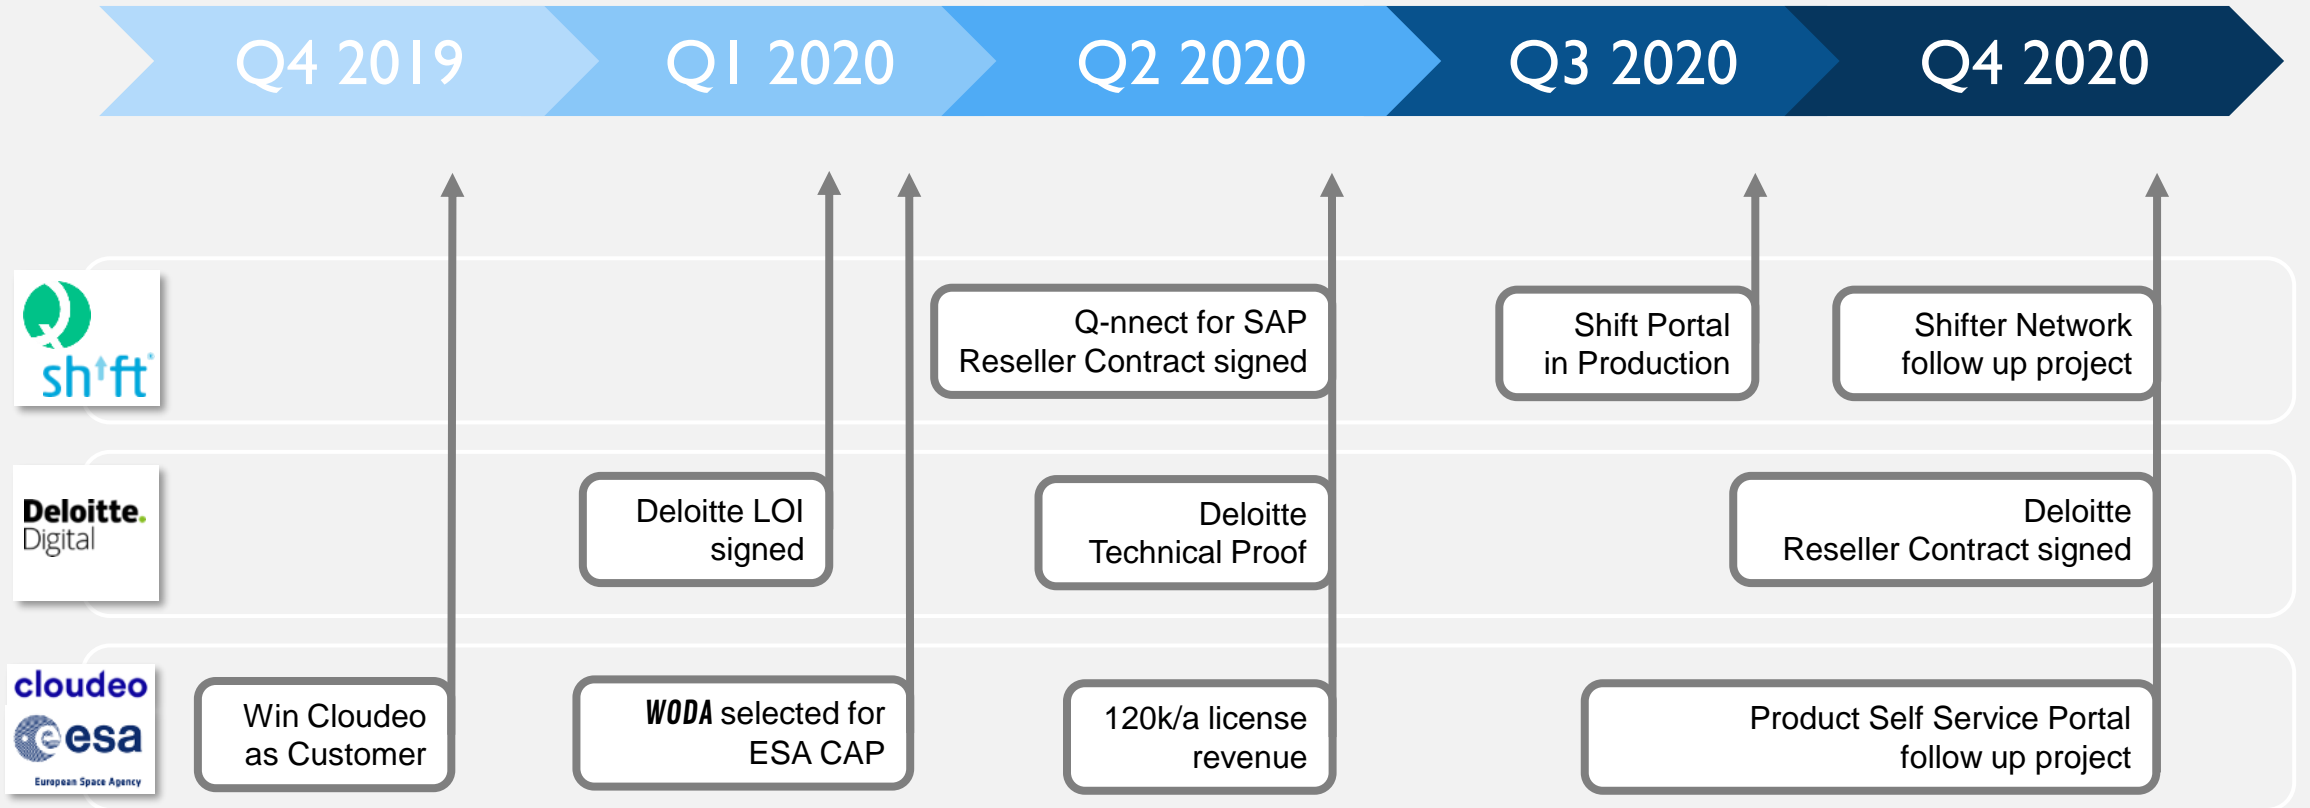 Q4 2019
Q1 2020
Q2 2020
Q3 2020
Q4 2020
Q
sh↑ft®
Q-nnect for SAP
Reseller Contract signed
Shift Portal
in Production
Shifter Network
follow up project
Deloitte.
Digital
Deloitte LOI
signed
Deloitte
Technical Proof
Deloitte
Reseller Contract signed
cloudeo
esa
European Space Agency
Win Cloudeo
as Customer
WODA selected for
ESA CAP
120k/a license
revenue
Product Self Service Portal
follow up project